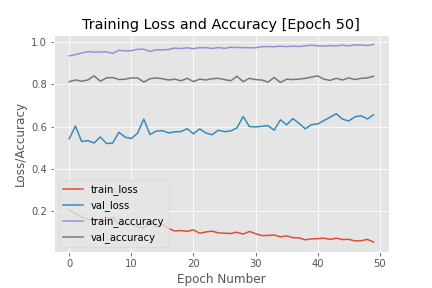 Training Loss and Accuracy [Epoch 50]
1.0
0.8
0.6
0.4
0.2
Loss/Accuracy
train_loss
val_loss
train_accuracy
val_accuracy
0 10 20 30 40 50
Epoch Number